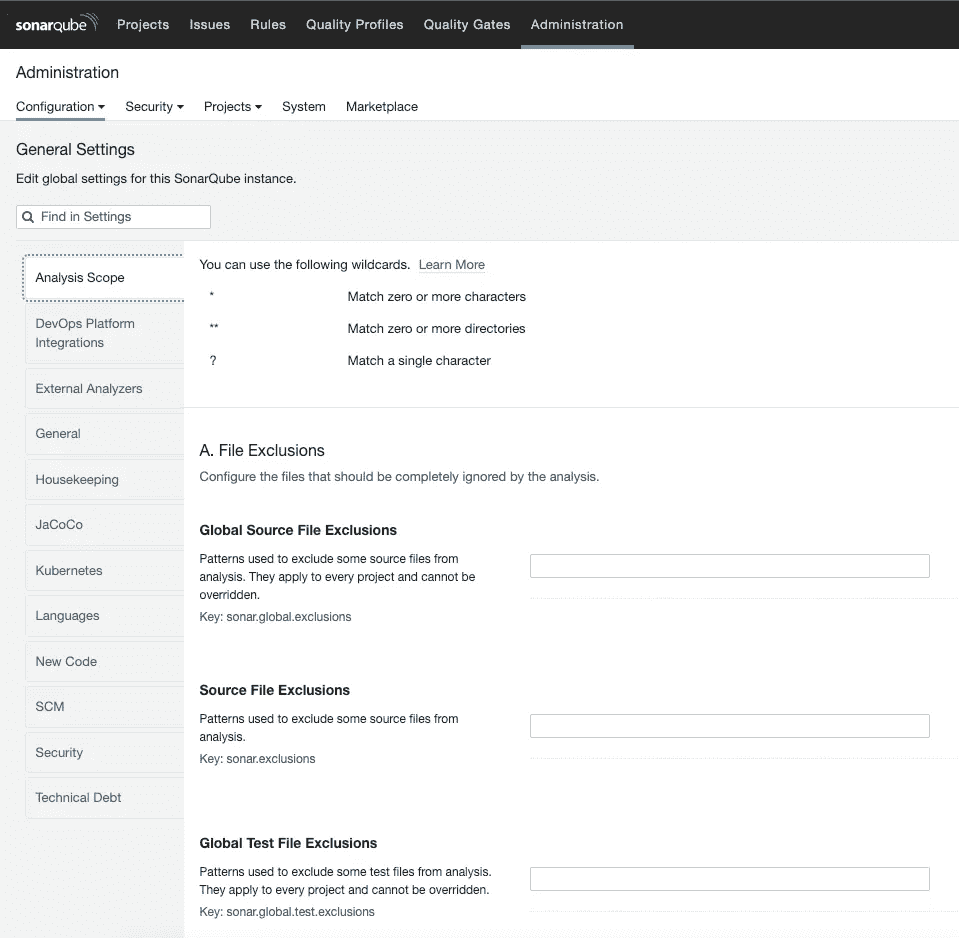 sonarqube Projects Issues Rules Quality Profiles Quality Gates Administration
Administration
Configuration Security Projects System Marketplace
General Settings
Edit global settings for this SonarQube instance.
Find in Settings
Analysis Scope
DevOps Platform
Integrations
External Analyzers
General
Housekeeping
JaCoCo
Kubernetes
Languages
New Code
SCM
Security
Technical Debt
You can use the following wildcards. Learn More
* Match zero or more characters
** Match zero or more directories
? Match a single character
A. File Exclusions
Configure the files that should be completely ignored by the analysis.
Global Source File Exclusions
Patterns used to exclude some source files from
analysis. They apply to every project and cannot be
overridden.
Key: sonar.global.exclusions
Source File Exclusions
Patterns used to exclude some source files from
analysis.
Key: sonar.exclusions
Global Test File Exclusions
Patterns used to exclude some test files from analysis.
They apply to every project and cannot be overridden.
Key: sonar.global.test.exclusions